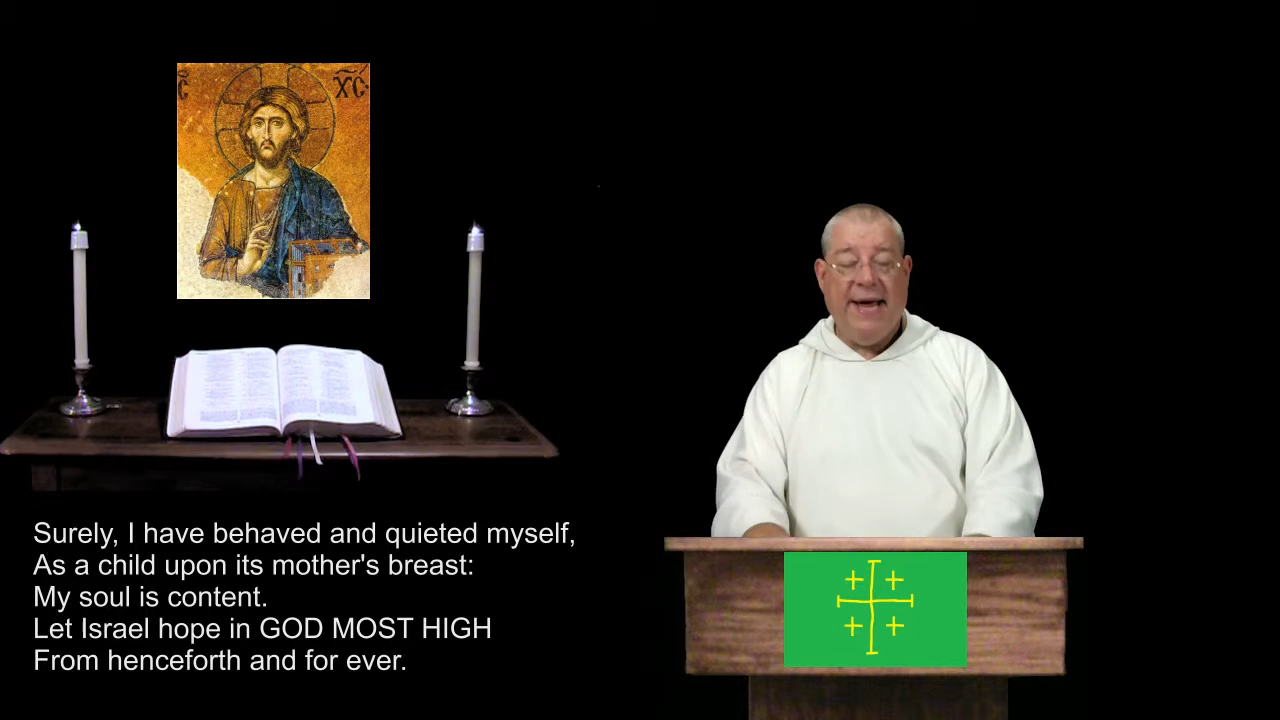 C
XC
Surely, I have behaved and quieted myself,
As a child upon its mother's breast:
My soul is content.
Let Israel hope in GOD MOST HIGH
From henceforth and for ever.